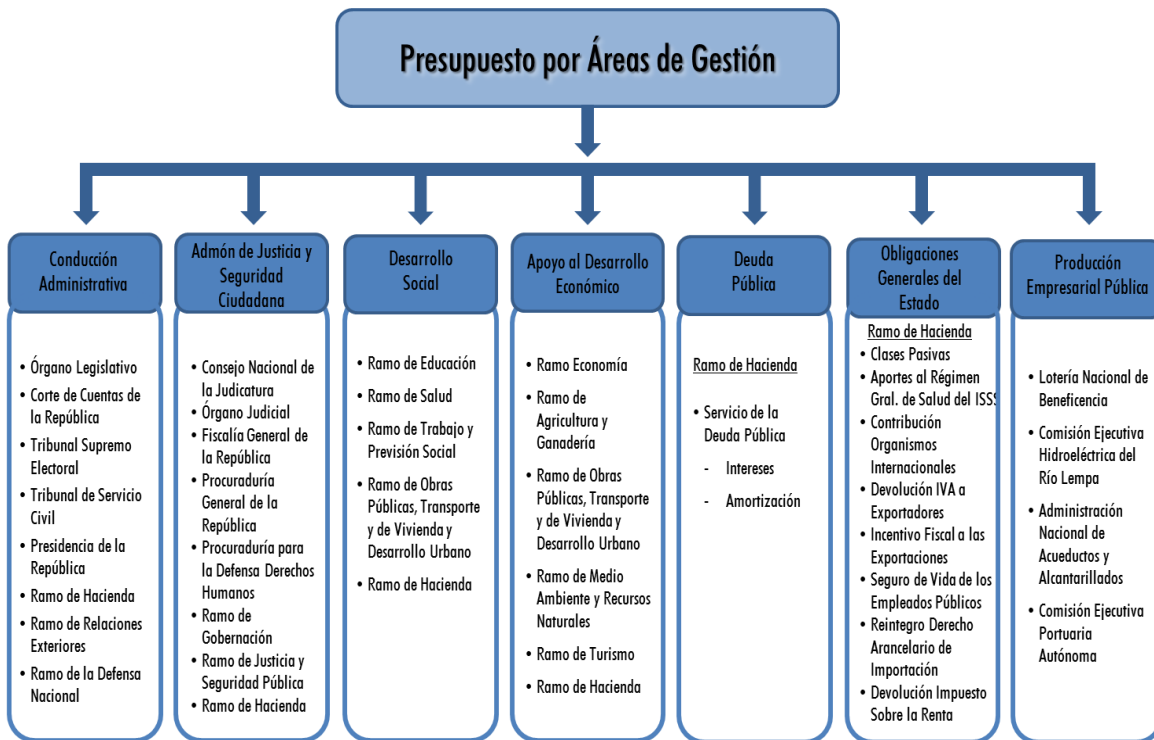 Presupuesto por Áreas de Gestión
Conducción
Administrativa
• Órgano Legislativo
• Corte de Cuentas de
la República
• Tribunal Supremo
Electoral
• Tribunal de Servicio
Civil
• Presidencia de la
República
• Ramo de Hacienda
• Ramo de Relaciones
Exteriores
• Ramo de la Defensa
Nacional
Admón de Justicia y
Seguridad
Ciudadana
• Consejo Nacional de
la Judicatura
• Órgano Judicial
• Fiscalía General de
la República
• Procuraduría
General de la
República
• Procuraduría para
la Defensa Derechos
Humanos
• Ramo de
Gobernación
• Ramo de Justicia y
Seguridad Pública
• Ramo de Hacienda
Desarrollo
Social
• Ramo de Educación
• Ramo de Salud
• Ramo de Trabajo y
Previsión Social
• Ramo de Obras
Públicas, Transporte
y de Vivienda y
Desarrollo Urbano
• Ramo de Hacienda
Apoyo al Desarrollo
Económico
• Ramo Economía
• Ramo de
Agricultura y
Ganadería
• Ramo de Obras
Públicas, Transporte
y de Vivienda y
Desarrollo Urbano
• Ramo de Medio
Ambiente y Recursos
Naturales
• Ramo de Turismo
• Ramo de Hacienda
Deuda
Pública
Ramo de Hacienda
• Servicio de la
Deuda Pública
- Intereses
- Amortización
Obligaciones
Generales del
Estado
Ramo de Hacienda
• Clases Pasivas
• Aportes al Régimen
Gral. de Salud del ISSS
• Contribución
Organismos
Internacionales
• Devolución IVA a
Exportadores
• Incentivo Fiscal a las
Exportaciones
• Seguro de Vida de los
Empleados Públicos
• Reintegro Derecho
Arancelario de
Importación
• Devolución Impuesto
Sobre la Renta
Producción
Empresarial Pública
• Lotería Nacional de
Beneficencia
• Comisión Ejecutiva
Hidroeléctrica del
Río Lempa
• Administración
Nacional de
Acueductos y
Alcantarillados
• Comisión Ejecutiva
Portuaria
Autónoma